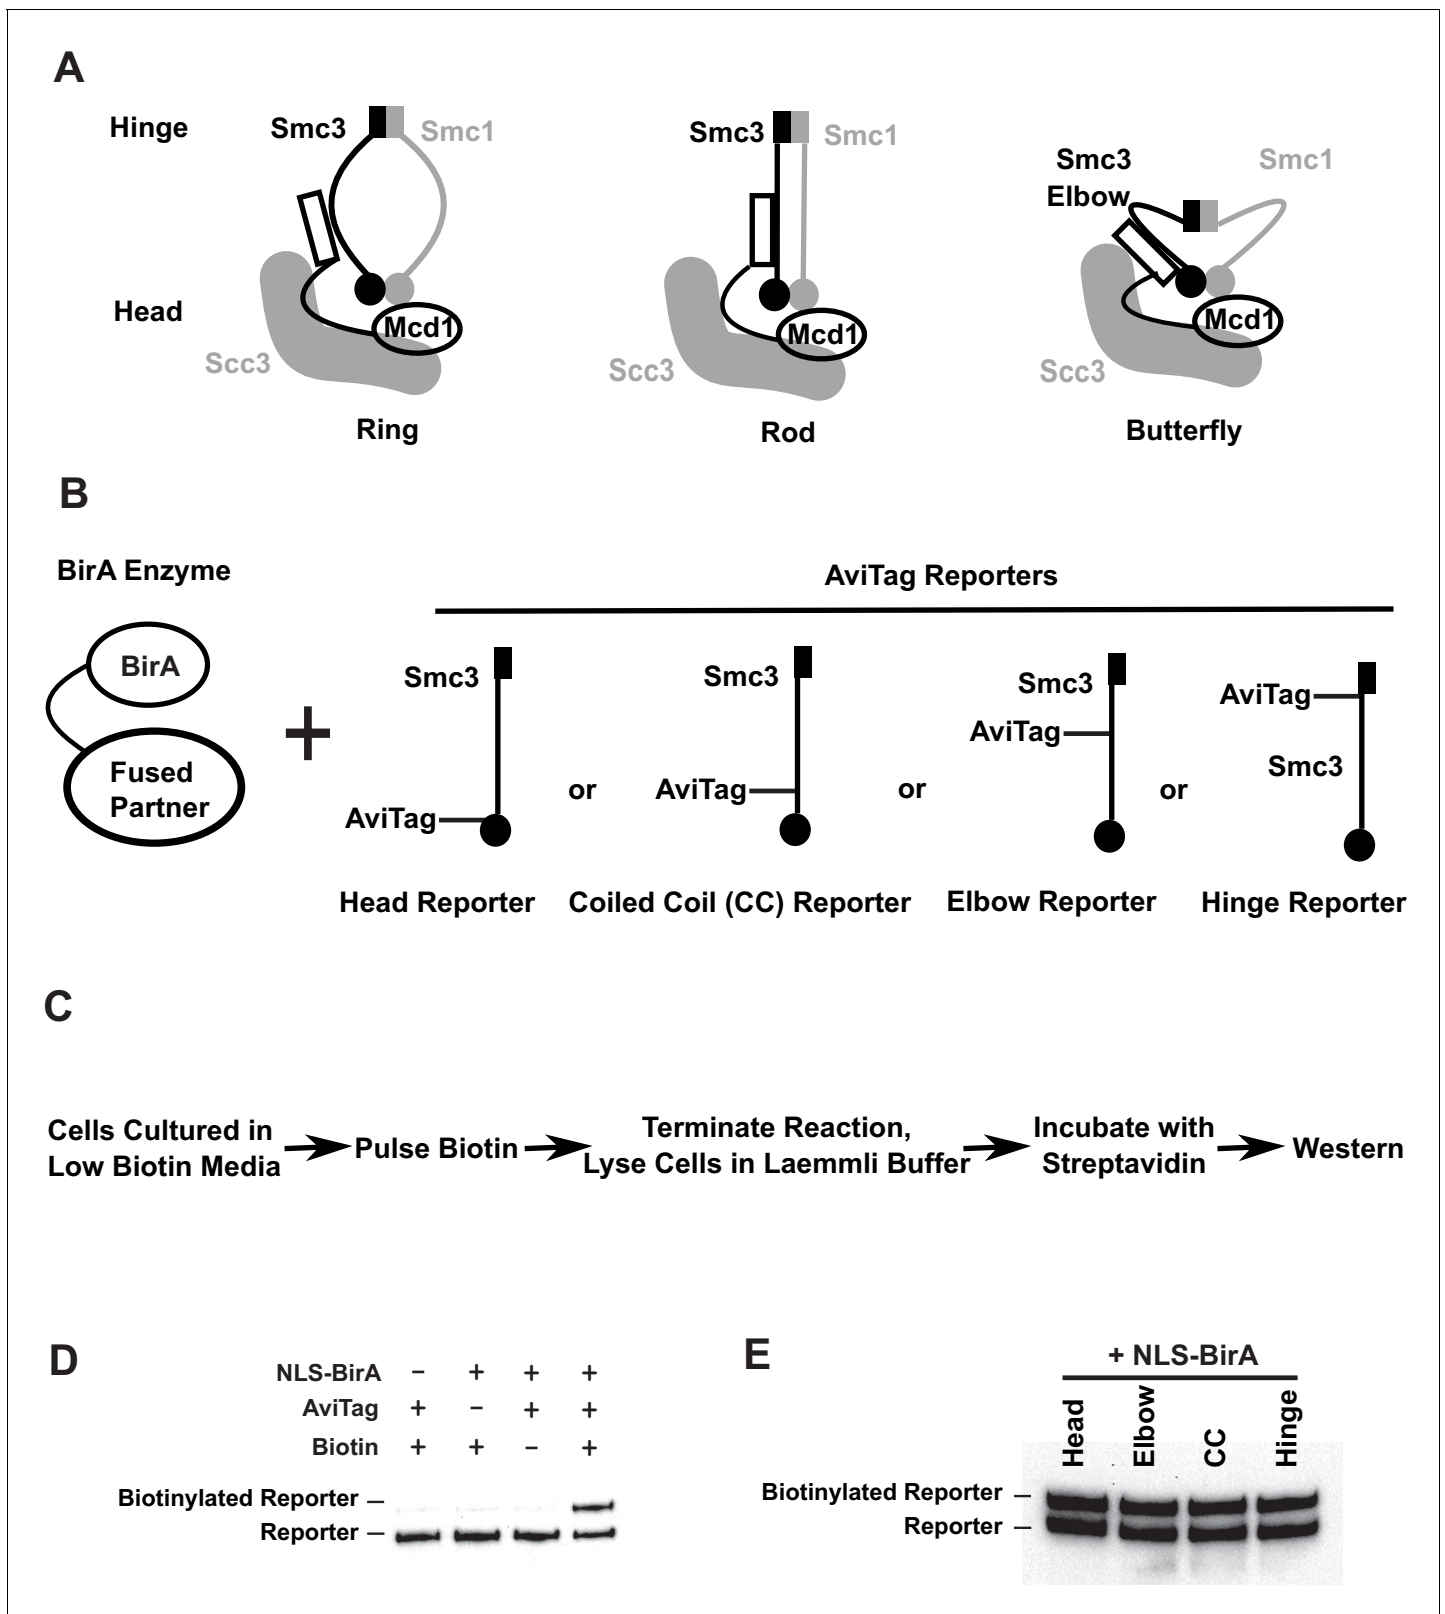 A
Hinge
Smc3
Smc1
Head
Mcd1
Scc3
Ring
Smc3
Smc1
Mcd1
Scc3
Rod
Smc3
Elbow
Smc1
Mcd1
Scc3
Butterfly
B
BirA Enzyme
BirA
Fused
Partner
+
AviTag Reporters
Smc3
AviTag
Head Reporter
or
Smc3
AviTag
Coiled Coil (CC) Reporter
or
Smc3
AviTag
Elbow Reporter
or
AviTag
Smc3
Hinge Reporter
C
Cells Cultured in
Low Biotin Media
Pulse Biotin
Terminate Reaction,
Lyse Cells in Laemmli Buffer
Incubate with
Streptavidin
Western
D
NLS-BirA − + + +
AviTag + − + +
Biotin + + − +
Biotinylated Reporter
Reporter
E
+ NLS-BirA
Head Elbow CC Hinge
Biotinylated Reporter
Reporter